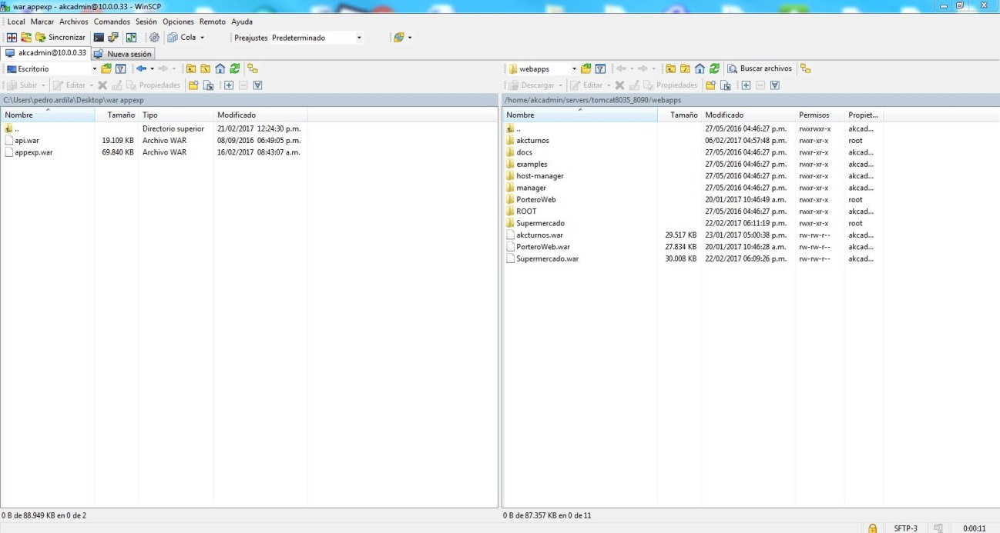 war appexp - akcadmin@10.0.0.33 - WinSCP
Local Marcar Archivos Comandos Sesión Opciones Remoto Ayuda
Sincronizar Cola Preajustes Predeterminado
akcadmin@10.0.0.33 Nueva sesión
Escritorio
Subir Editar Propiedades
C:\Users\pedro.ardila\Desktop\war appexp
Nombre Tamaño Tipo Modificado
.. Directorio superior 21/02/2017 12:24:30 p.m.
api.war 19.109 KB Archivo WAR 08/09/2016 06:49:05 p.m.
appexp.war 69.840 KB Archivo WAR 16/02/2017 08:43:07 a.m.
0 B de 88.949 KB en 0 de 2
webapps Buscar archivos
Descargar Editar Propiedades
/home/akcadmin/servers/tomcat8035_8090/webapps
Nombre Tamaño Modificado Permisos Propiet...
.. 27/05/2016 04:46:27 p.m. rwxrwxr-x akcad...
akcturnos 06/02/2017 04:57:48 p.m. rwxr-xr-x root
docs 27/05/2016 04:46:27 p.m. rwxr-xr-x akcad...
examples 27/05/2016 04:46:27 p.m. rwxr-xr-x akcad...
host-manager 27/05/2016 04:46:27 p.m. rwxr-xr-x akcad...
manager 27/05/2016 04:46:27 p.m. rwxr-xr-x akcad...
PorteroWeb 20/01/2017 10:46:49 a.m. rwxr-xr-x root
ROOT 27/05/2016 04:46:27 p.m. rwxr-xr-x akcad...
Supermercado 22/02/2017 06:11:19 p.m. rwxr-xr-x root
akcturnos.war 29.517 KB 23/01/2017 05:00:38 p.m. rw-rw-r-- akcad...
PorteroWeb.war 27.834 KB 20/01/2017 10:46:28 a.m. rw-rw-r-- akcad...
Supermercado.war 30.008 KB 22/02/2017 06:09:26 p.m. rw-rw-r-- akcad...
0 B de 87.357 KB en 0 de 11
SFTP-3 0:00:11